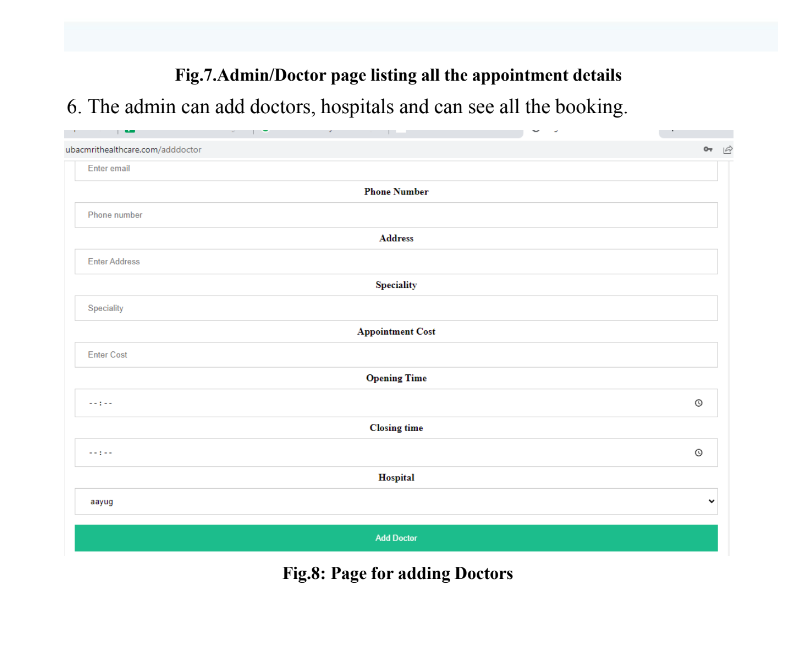 Fig.7.Admin/Doctor page listing all the appointment details
6. The admin can add doctors, hospitals and can see all the booking.
ubacmrithealthcare.com/adddoctor
Enter email
Phone Number
Phone number
Address
Enter Address
Speciality
Speciality
Appointment Cost
Enter Cost
Opening Time
--:--
Closing time
--:--
Hospital
aayug
Add Doctor
Fig.8: Page for adding Doctors